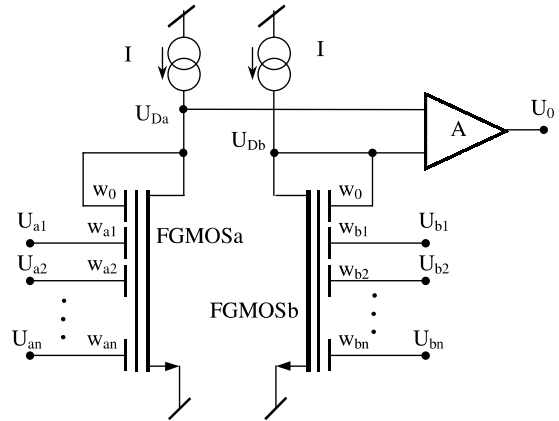 I
I
U_Da
U_Db
A
U_0
w_0
w_0
U_a1
w_a1
FGMOSa
w_b1
U_b1
U_a2
w_a2
w_b2
U_b2
FGMOSb
U_an
w_an
w_bn
U_bn